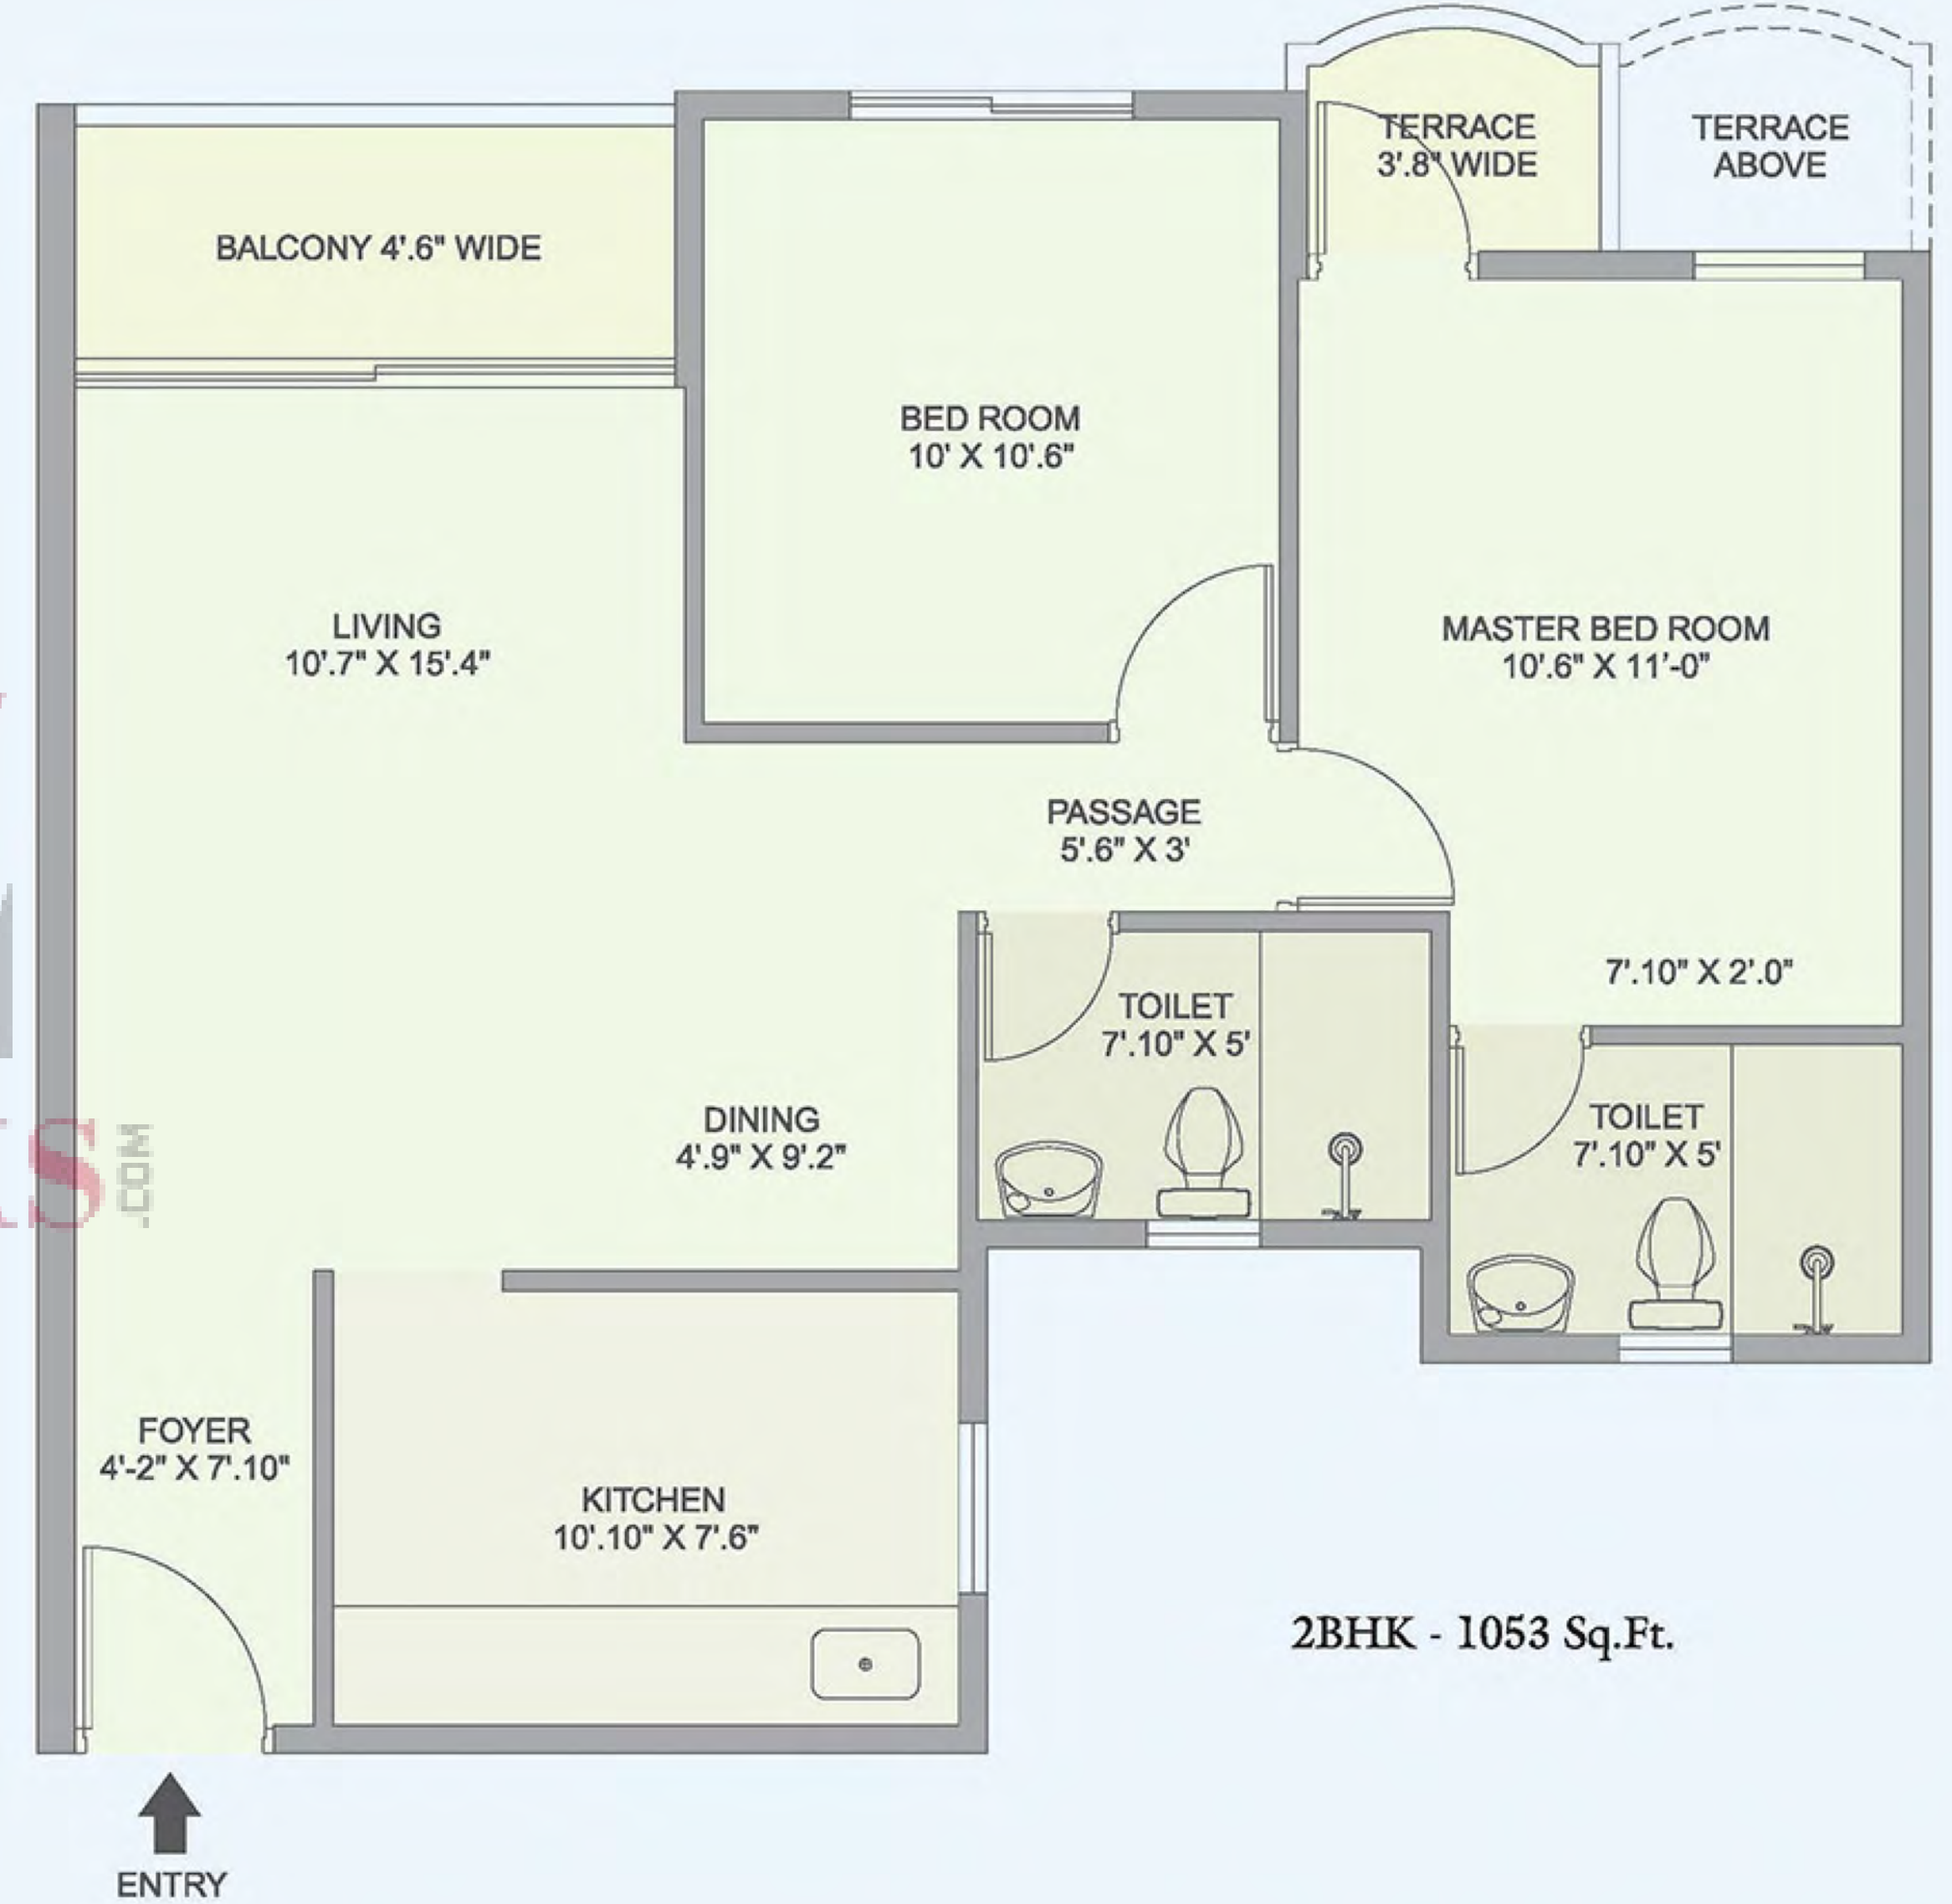 TERRACE
3'.8" WIDE
TERRACE
ABOVE
BALCONY 4'.6" WIDE
BED ROOM
10' X 10'.6"
LIVING
10'.7" X 15'.4"
MASTER BED ROOM
10'.6" X 11'-0"
PASSAGE
5'.6" X 3'
7'.10" X 2'.0"
TOILET
7'.10" X 5'
DINING
4'.9" X 9'.2"
TOILET
7'.10" X 5'
S
.COM
FOYER
4'-2" X 7'.10"
KITCHEN
10'.10" X 7'.6"
2BHK - 1053 Sq.Ft.
ENTRY